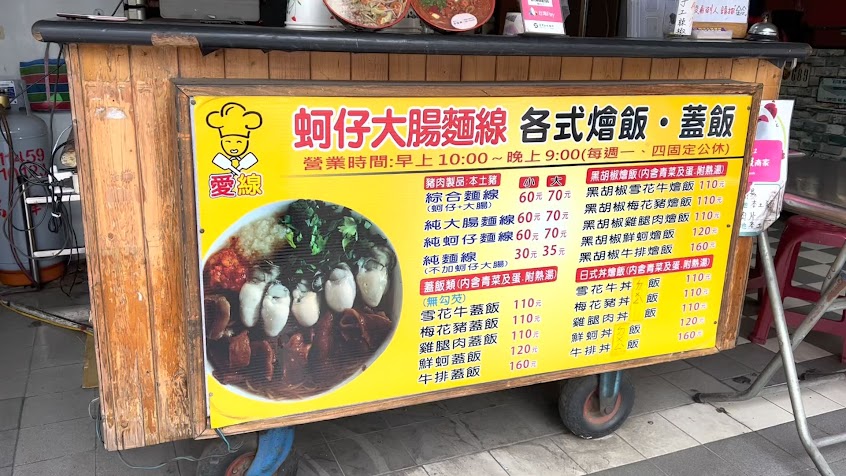 蚵仔大腸麵線 各式燴飯・蓋飯
營業時間:早上10:00～晚上9:00(每週一、四固定公休)
愛線
豬肉製品:本土豬 小 大
綜合麵線 60元 70元
(蚵仔+大腸)
純大腸麵線 60元 70元
純蚵仔麵線 60元 70元
純麵線 30元 35元
(不加蚵仔大腸)
蓋飯類(內含青菜及蛋·附熱湯)
(無勾芡)
雪花牛蓋飯 110元
梅花豬蓋飯 110元
雞腿肉蓋飯 110元
鮮蚵蓋飯 120元
牛排蓋飯 160元
黑胡椒燴飯(內含青菜及蛋·附熱湯)
黑胡椒雪花牛燴飯 110元
黑胡椒梅花豬燴飯 110元
黑胡椒雞腿肉燴飯 110元
黑胡椒鮮蚵燴飯 120元
黑胡椒牛排燴飯 160元
日式丼燴飯(內含青菜及蛋·附熱湯)
雪花牛丼 飯 110元
梅花豬丼 飯 110元
雞腿肉丼 飯 110元
鮮蚵丼 飯 120元
牛排丼 飯 160元